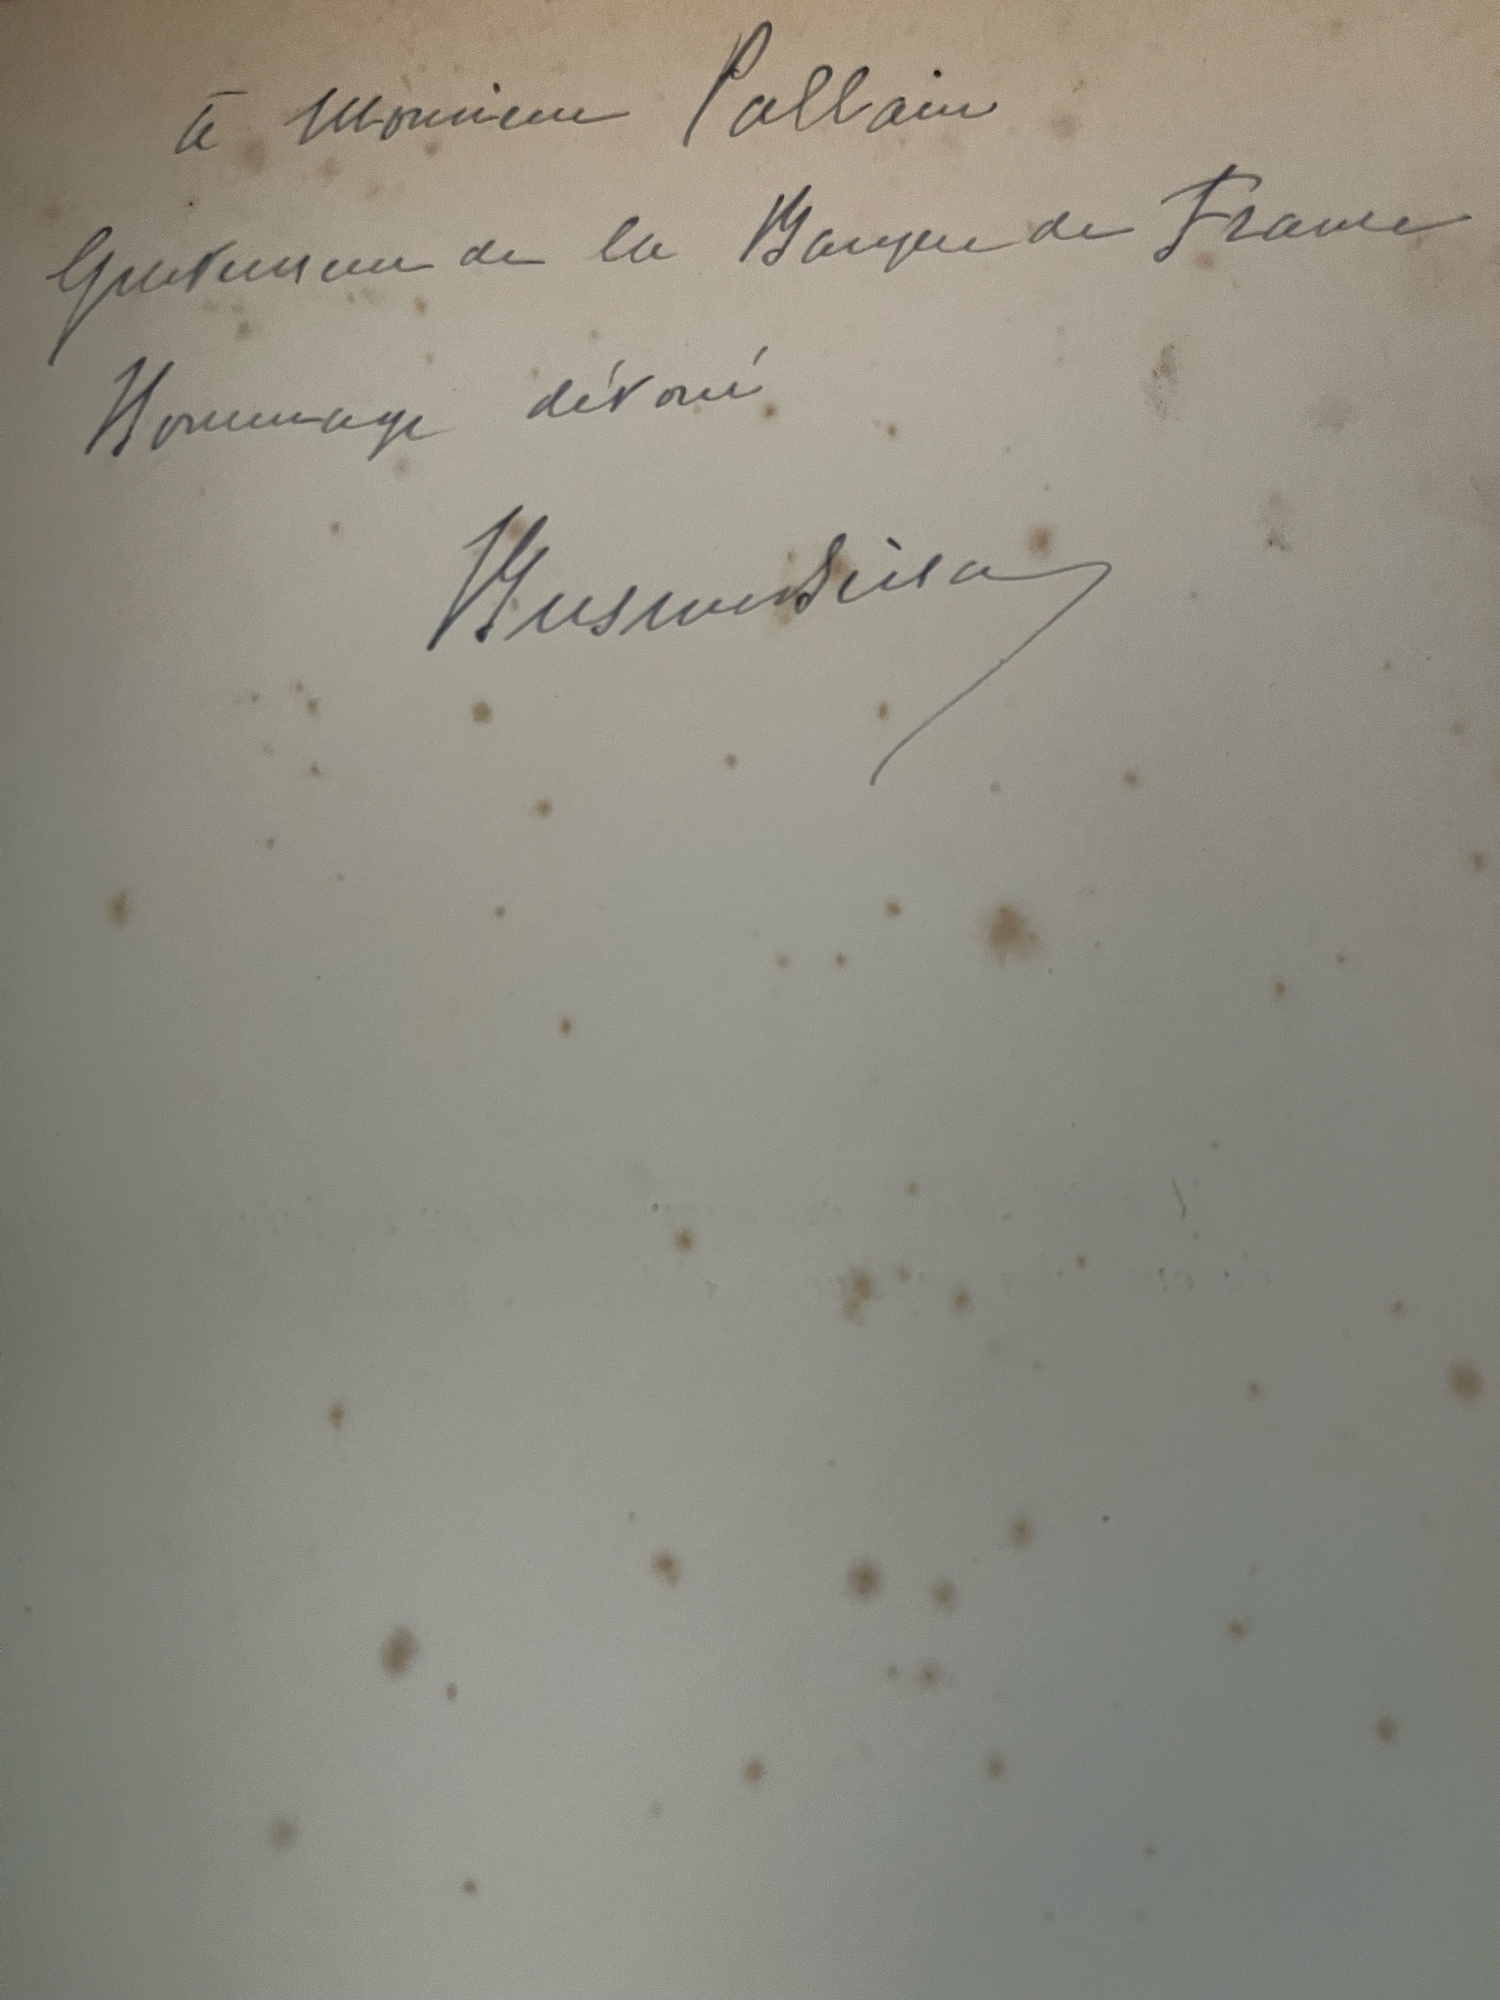 à Monsieur Pallain
Gouverneur de la Banque de France
Hommage dévoué